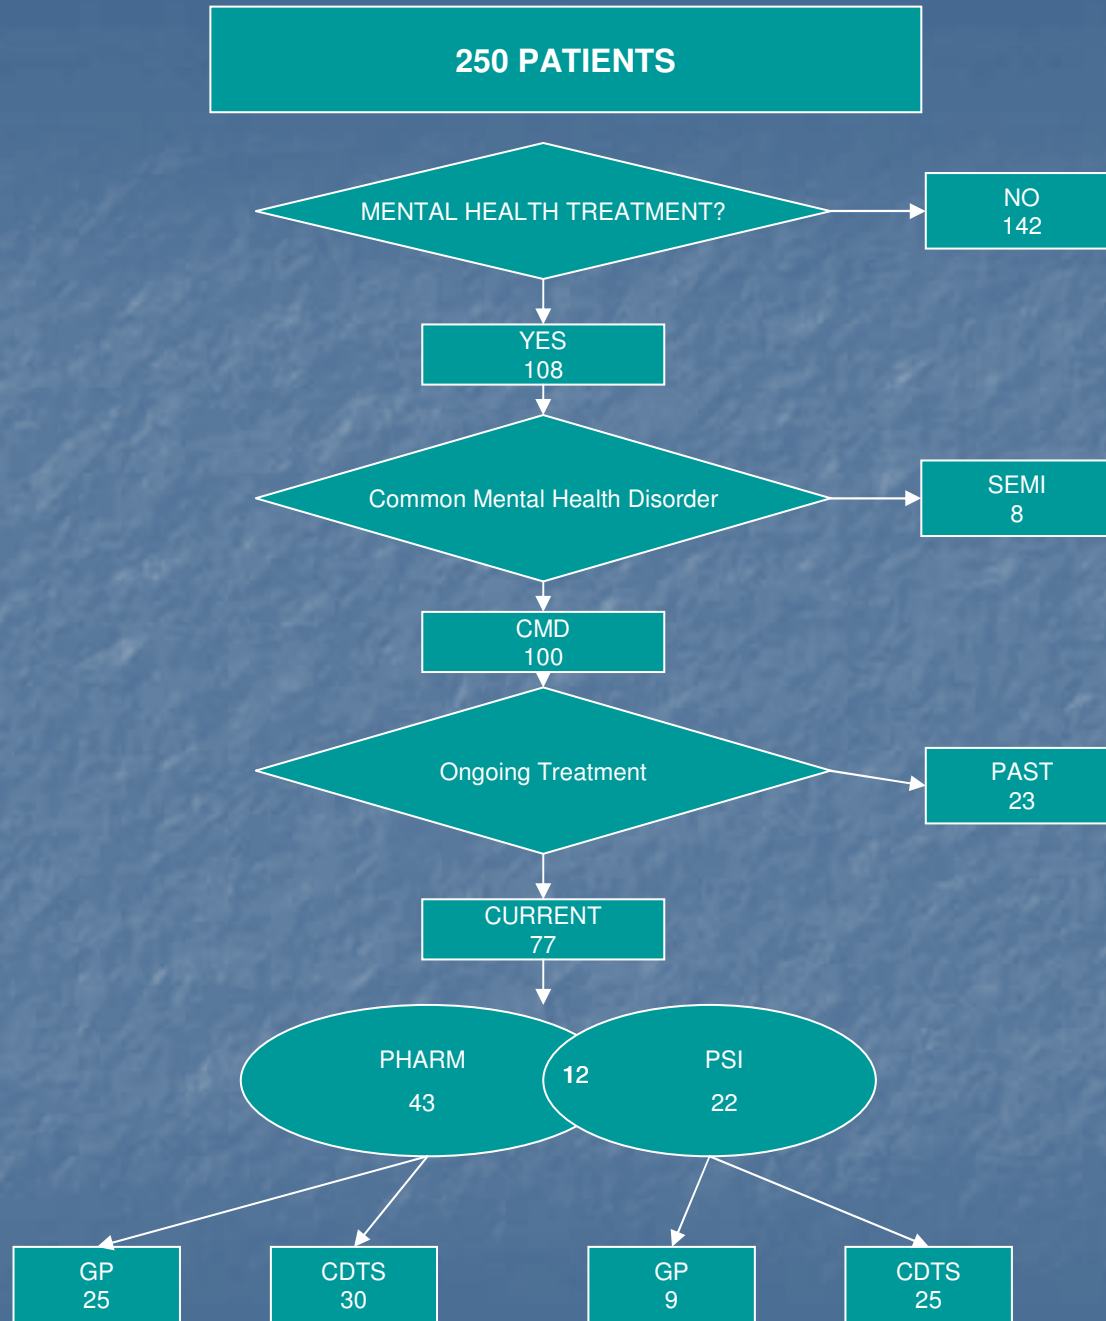 250 PATIENTS
MENTAL HEALTH TREATMENT?
NO
142
YES
108
Common Mental Health Disorder
SEMI
8
CMD
100
Ongoing Treatment
PAST
23
CURRENT
77
PHARM
43
12
PSI
22
GP
25
CDTS
30
GP
9
CDTS
25